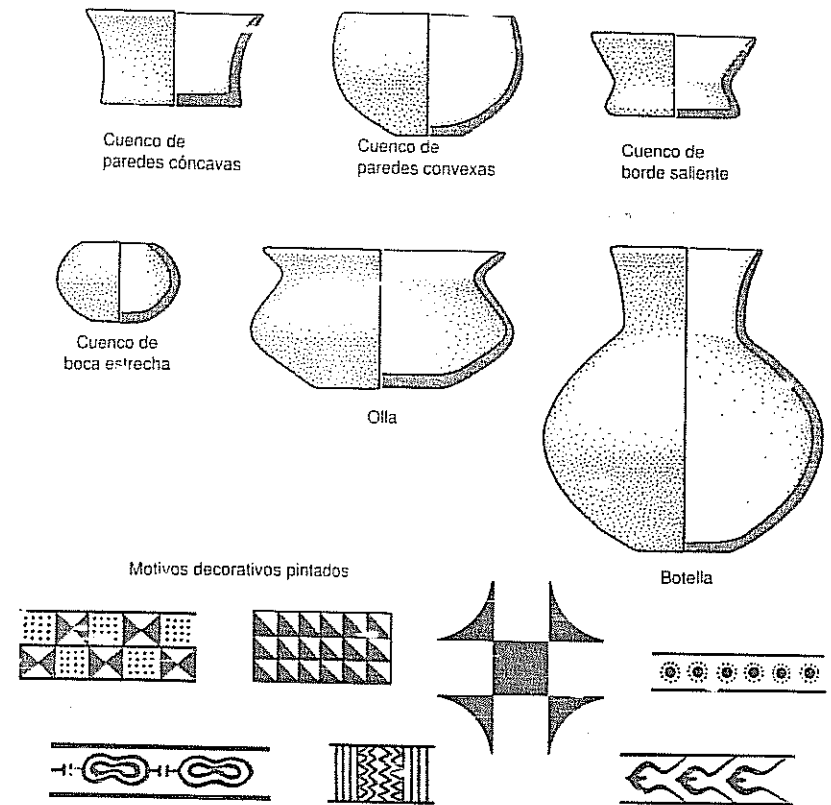 Cuenco de
paredes cóncavas
Cuenco de
paredes convexas
Cuenco de
borde saliente
Cuenco de
boca estrecha
Olla
Botella
Motivos decorativos pintados